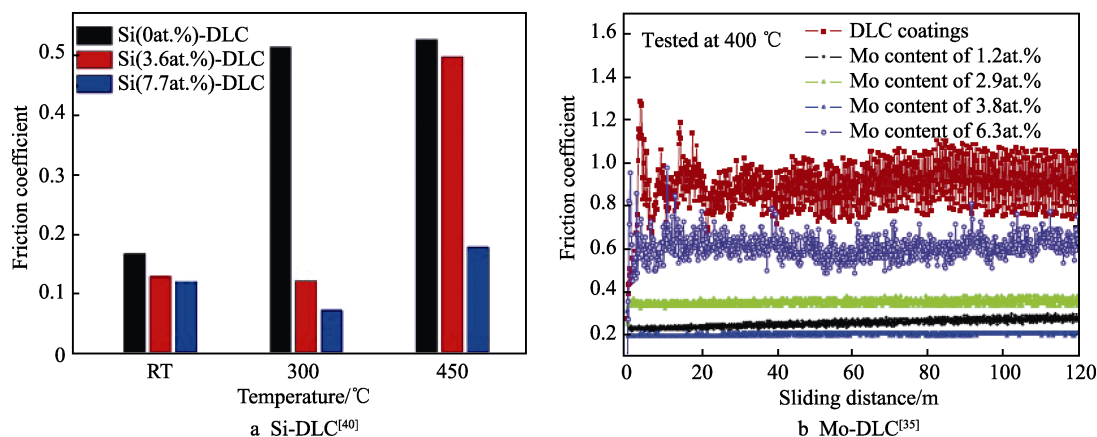 Friction coefficient
0.5
0.4
0.3
0.2
0.1
0
Si(0at.%)-DLC
Si(3.6at.%)-DLC
Si(7.7at.%)-DLC
RT 300 450
Temperature/℃
a Si-DLC[40]
Friction coefficient
1.6
1.4
1.2
1.0
0.8
0.6
0.4
0.2
Tested at 400 ℃
DLC coatings
Mo content of 1.2at.%
Mo content of 2.9at.%
Mo content of 3.8at.%
Mo content of 6.3at.%
0 20 40 60 80 100 120
Sliding distance/m
b Mo-DLC[35]